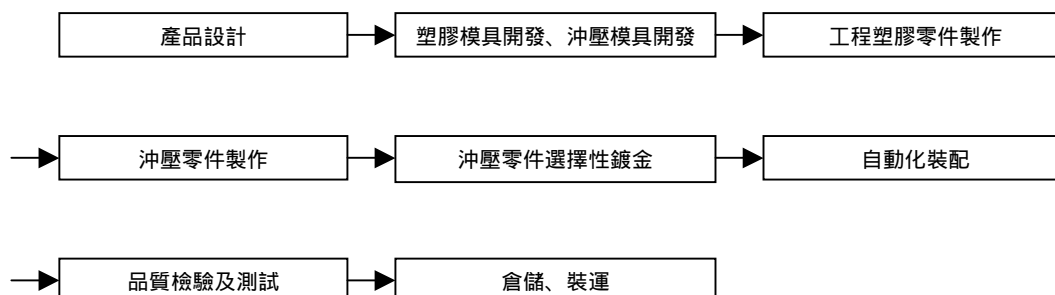 產品設計
塑膠模具開發、沖壓模具開發
工程塑膠零件製作
沖壓零件製作
沖壓零件選擇性鍍金
自動化裝配
品質檢驗及測試
倉儲、裝運